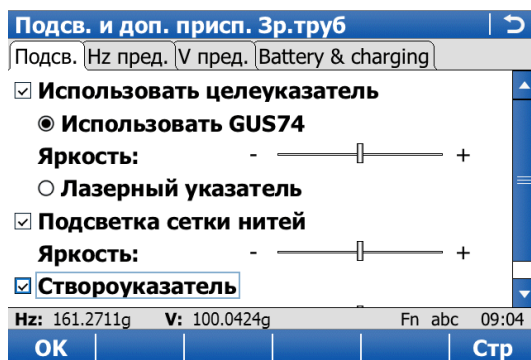 Подсв. и доп. присп. Зр.труб
Подсв. Hz пред. V пред. Battery & charging
Использовать целеуказатель
Использовать GUS74
Яркость: - +
Лазерный указатель
Подсветка сетки нитей
Яркость: - +
Створоуказатель
Hz: 161.2711g V: 100.0424g Fn abc 09:04
OK Стр